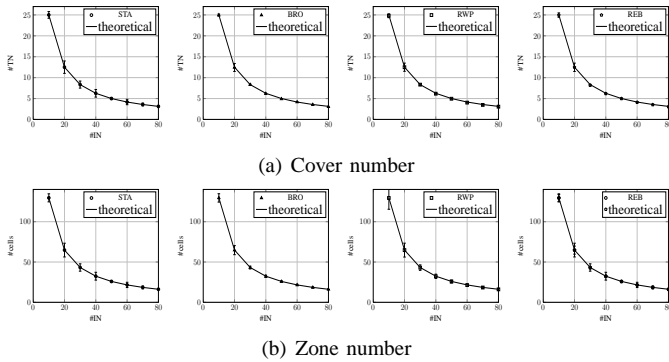 25
20
15
10
5
0
#TN
0 20 40 60 80
#IN
STA
theoretical
25
20
15
10
5
0
#TN
0 20 40 60 80
#IN
BRO
theoretical
25
20
15
10
5
0
#TN
0 20 40 60 80
#IN
RWP
theoretical
25
20
15
10
5
0
#TN
0 20 40 60 80
#IN
REB
theoretical
(a) Cover number
100
50
0
#cells
0 20 40 60 80
#IN
STA
theoretical
100
50
0
#cells
0 20 40 60 80
#IN
BRO
theoretical
100
50
0
#cells
0 20 40 60 80
#IN
RWP
theoretical
100
50
0
#cells
0 20 40 60 80
#IN
REB
theoretical
(b) Zone number